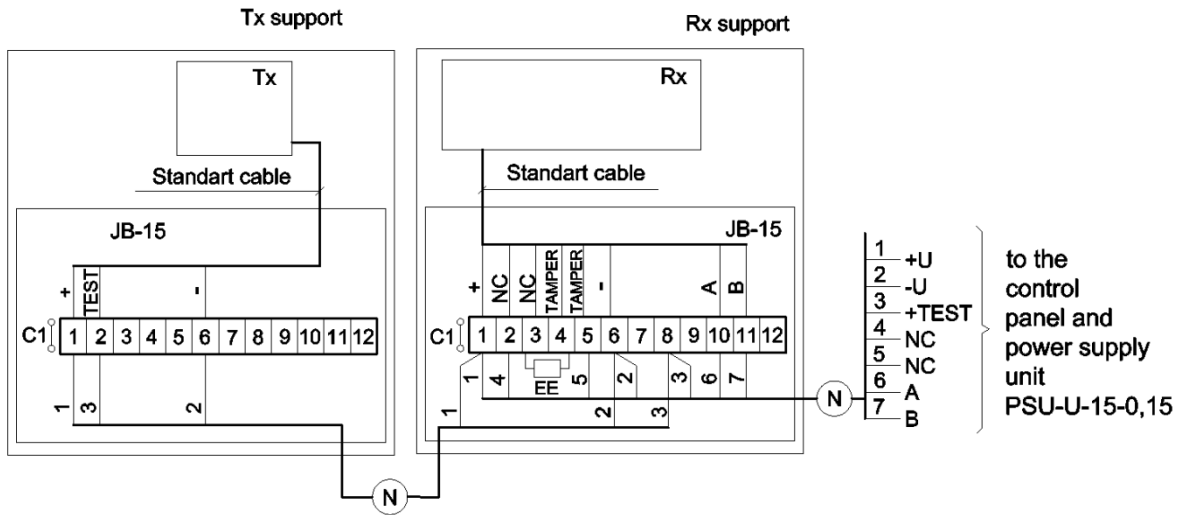 Tx support
Rx support
Tx
Rx
Standart cable
Standart cable
JB-15
JB-15
+
TEST
-
+
NC
NC
TAMPER
TAMPER
-
A
B
C1
1 2 3 4 5 6 7 8 9 10 11 12
C1
1 2 3 4 5 6 7 8 9 10 11 12
1
3
2
1
4
EE
5
2
3
6
7
1
2
3
N
N
1 +U
2 -U
3 +TEST
4 NC
5 NC
6 A
7 B
to the
control
panel and
power supply
unit
PSU-U-15-0,15